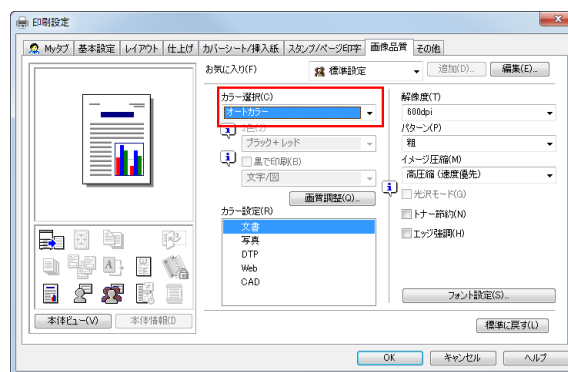 印刷設定
Myタブ 基本設定 レイアウト 仕上げ カバーシート/挿入紙 スタンプ/ページ印字 画像品質 その他
お気に入り(F) 標準設定 追加(D)... 編集(E)...
カラー選択(C)
オートカラー
2色(2)
ブラック+レッド
黒で印刷(B)
文字/図
画質調整(Q)...
カラー設定(R)
文書
写真
DTP
Web
CAD
解像度(T)
600dpi
パターン(P)
粗
イメージ圧縮(M)
高圧縮 (速度優先)
光沢モード(G)
トナー節約(N)
エッジ強調(H)
フォント設定(S)...
本体ビュー(V) 本体情報(I)
標準に戻す(L)
OK キャンセル ヘルプ